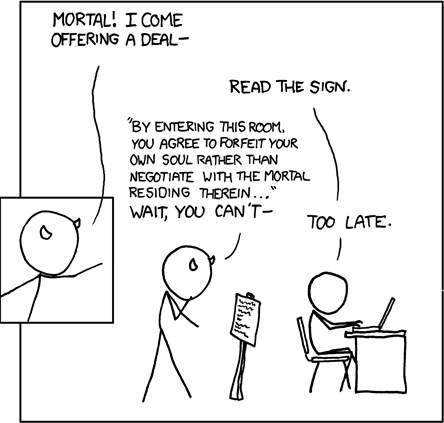 MORTAL! I COME
OFFERING A DEAL—
READ THE SIGN.
"BY ENTERING THIS ROOM,
YOU AGREE TO FORFEIT YOUR
OWN SOUL RATHER THAN
NEGOTIATE WITH THE MORTAL
RESIDING THEREIN..."
WAIT, YOU CAN'T—
TOO LATE.